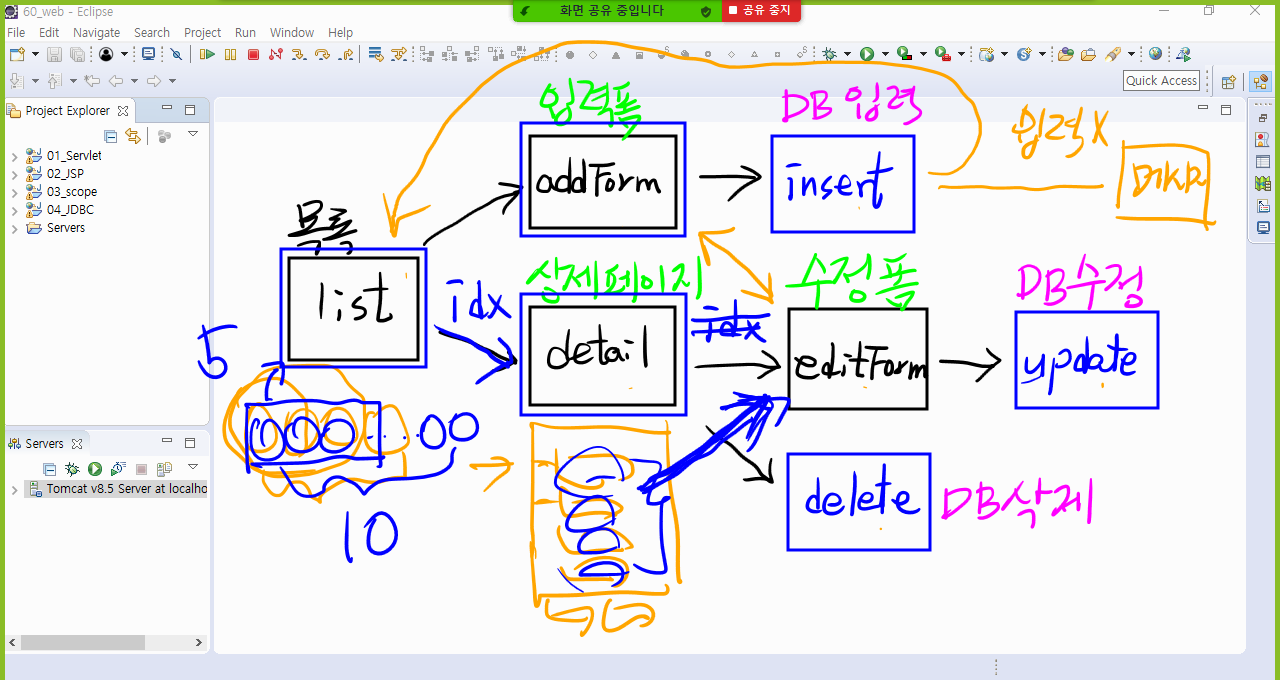 60_web - Eclipse
화면 공유 중입니다
공유 중지
File Edit Navigate Search Project Run Window Help
Quick Access
Project Explorer
01_Servlet
02_JSP
03_scope
04_JDBC
Servers
Servers
Tomcat v8.5 Server at localho
입력폼
DB 입력
입력X
addForm
insert
목록
list
idx
상세페이지
detail
idx
수정폼
editForm
DB수정
update
5
10
delete
DB삭제